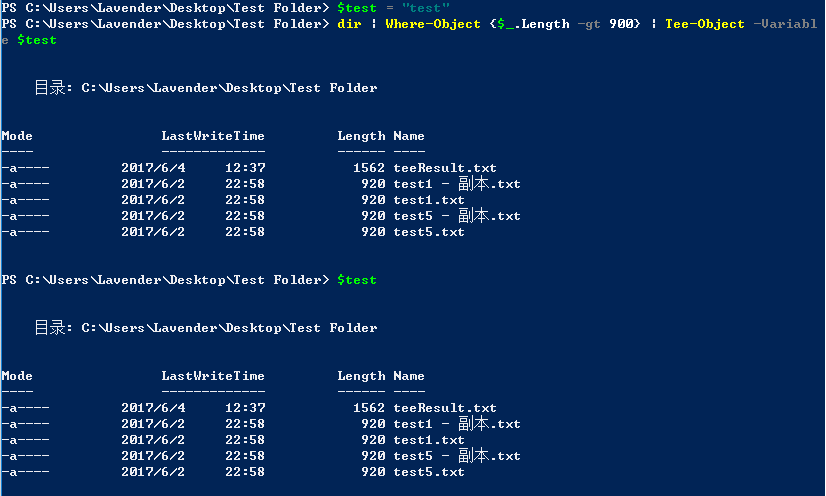 PS C:\Users\Lavender\Desktop\Test Folder> $test = "test"
PS C:\Users\Lavender\Desktop\Test Folder> dir | Where-Object {$_.Length -gt 900} | Tee-Object -Variabl
e $test
    目录: C:\Users\Lavender\Desktop\Test Folder
Mode                LastWriteTime         Length Name
----                -------------         ------ ----
-a----         2017/6/4     12:37           1562 teeResult.txt
-a----         2017/6/2     22:58            920 test1 - 副本.txt
-a----         2017/6/2     22:58            920 test1.txt
-a----         2017/6/2     22:58            920 test5 - 副本.txt
-a----         2017/6/2     22:58            920 test5.txt
PS C:\Users\Lavender\Desktop\Test Folder> $test
    目录: C:\Users\Lavender\Desktop\Test Folder
Mode                LastWriteTime         Length Name
----                -------------         ------ ----
-a----         2017/6/4     12:37           1562 teeResult.txt
-a----         2017/6/2     22:58            920 test1 - 副本.txt
-a----         2017/6/2     22:58            920 test1.txt
-a----         2017/6/2     22:58            920 test5 - 副本.txt
-a----         2017/6/2     22:58            920 test5.txt